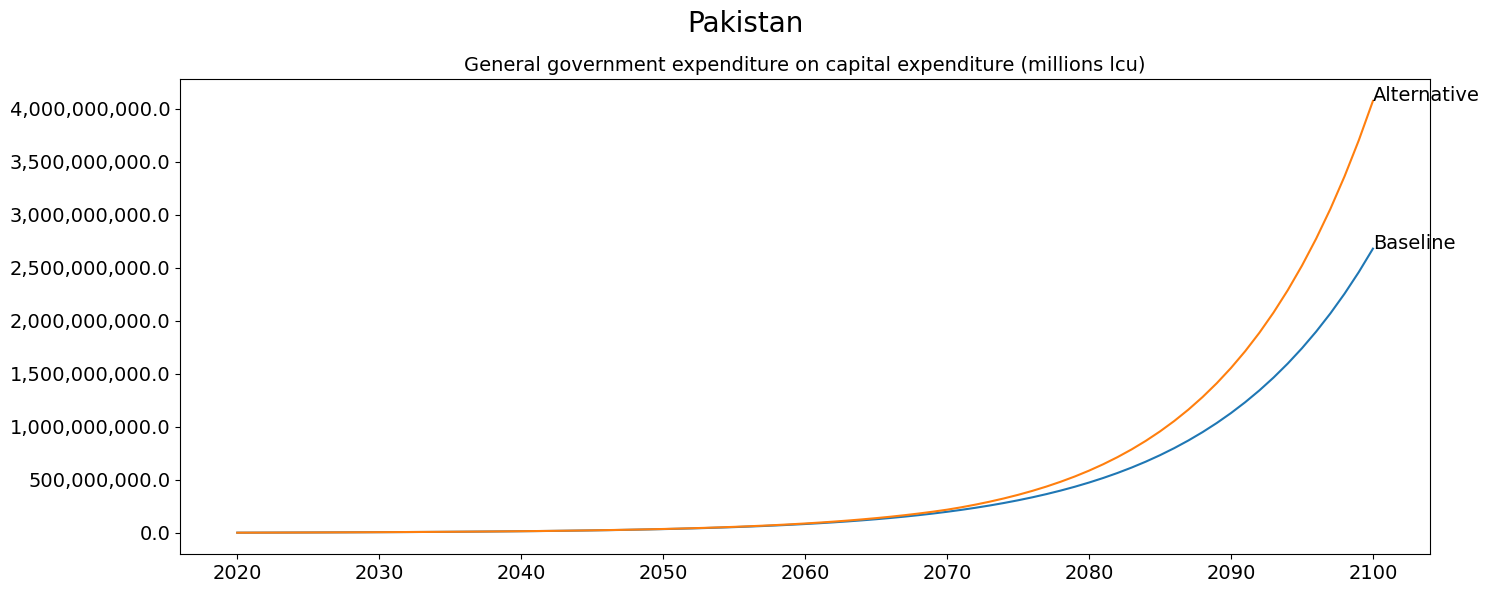 Pakistan
General government expenditure on capital expenditure (millions lcu)
4,000,000,000.0
3,500,000,000.0
3,000,000,000.0
2,500,000,000.0
2,000,000,000.0
1,500,000,000.0
1,000,000,000.0
500,000,000.0
0.0
Alternative
Baseline
2020 2030 2040 2050 2060 2070 2080 2090 2100